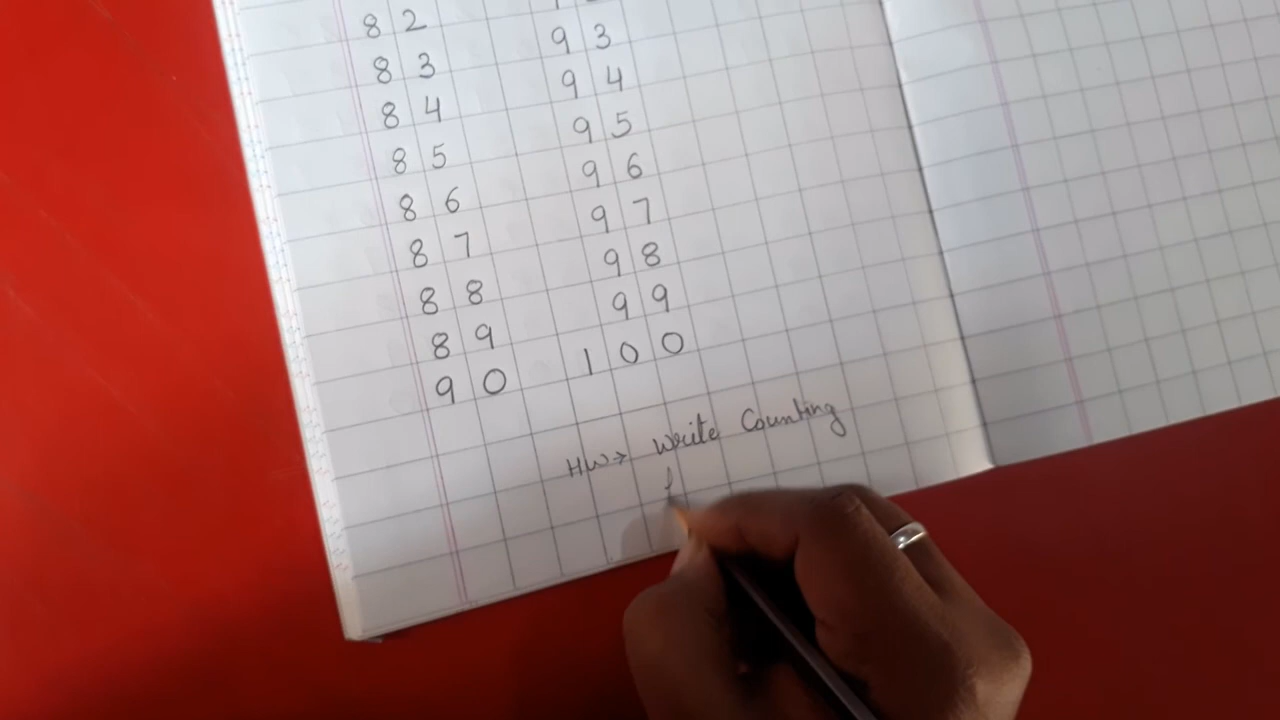 8 2
8 3 9 3
8 4 9 4
8 5 9 5
8 6 9 6
8 7 9 7
8 8 9 8
8 9 9 9
9 0 1 0 0
HW→ Write Counting